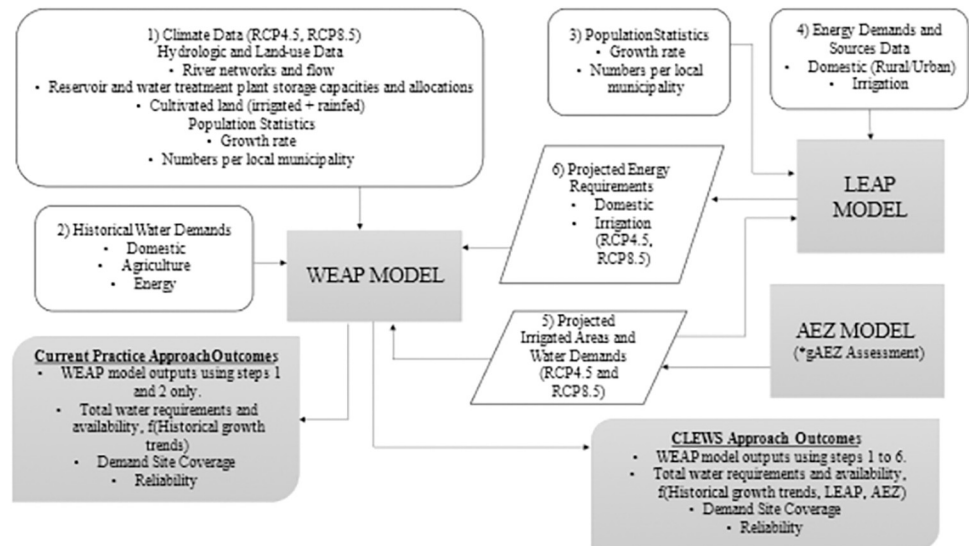 1) Climate Data (RCP4.5, RCP8.5)
Hydrologic and Land-use Data
• River networks and flow
• Reservoir and water treatment plant storage capacities and allocations
• Cultivated land (irrigated + rainfed)
Population Statistics
• Growth rate
• Numbers per local municipality
3) Population Statistics
• Growth rate
• Numbers per local
municipality
4) Energy Demands and
Sources Data
• Domestic (Rural/Urban)
• Irrigation
6) Projected Energy
Requirements
• Domestic
• Irrigation
(RCP4.5,
RCP8.5)
LEAP
MODEL
2) Historical Water Demands
• Domestic
• Agriculture
• Energy
WEAP MODEL
5) Projected
Irrigated Areas and
Water Demands
(RCP4.5 and
RCP8.5)
AEZ MODEL
(*gAEZ Assessment)
Current Practice Approach Outcomes
• WEAP model outputs using steps 1
and 2 only.
• Total water requirements and
availability, f(Historical growth
trends)
• Demand Site Coverage
• Reliability
CLEWS Approach Outcomes
• WEAP model outputs using steps 1 to 6.
• Total water requirements and availability,
f(Historical growth trends, LEAP, AEZ)
• Demand Site Coverage
• Reliability